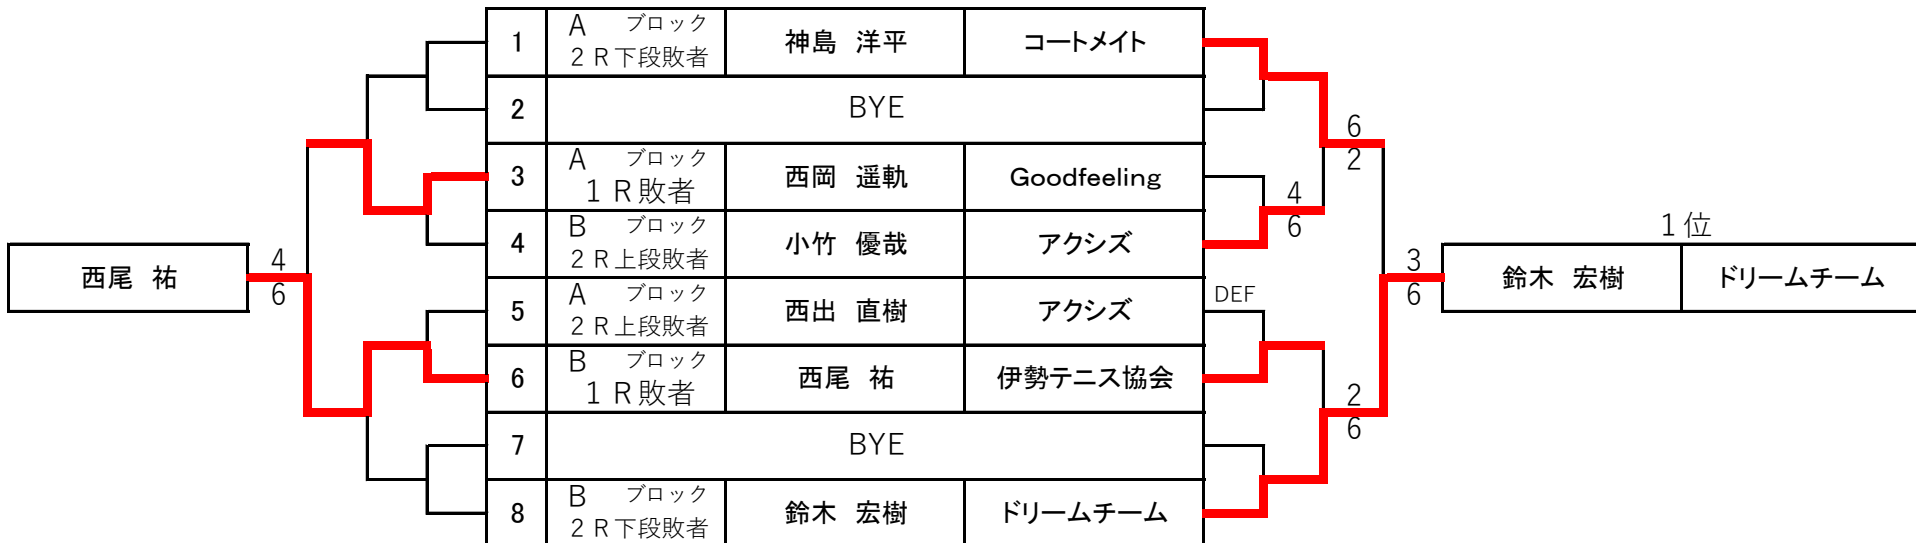 1 A ブロック 2R下段敗者 神島 洋平 コートメイト
2 BYE
6
2
3 A ブロック 1R敗者 西岡 遥軌 Goodfeeling
4
6
4 B ブロック 2R上段敗者 小竹 優哉 アクシズ
1位
西尾 祐
4
6
3
6
鈴木 宏樹 ドリームチーム
5 A ブロック 2R上段敗者 西出 直樹 アクシズ
DEF
6 B ブロック 1R敗者 西尾 祐 伊勢テニス協会
2
6
7 BYE
8 B ブロック 2R下段敗者 鈴木 宏樹 ドリームチーム